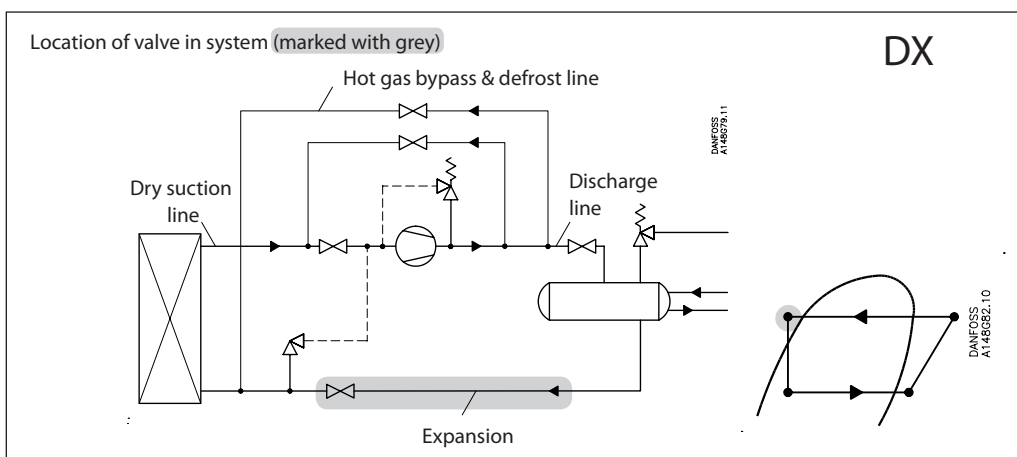 Location of valve in system (marked with grey)
DX
Hot gas bypass & defrost line
DANFOSS
A148G79.11
Dry suction
line
Discharge
line
DANFOSS
A148G82.10
Expansion